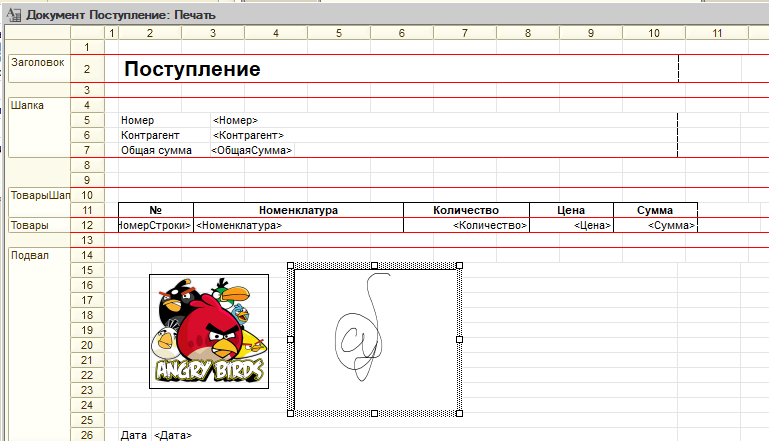 Документ Поступление: Печать
1 2 3 4 5 6 7 8 9 10 11
1
Заголовок 2 Поступление
3
Шапка 4
5 Номер <Номер>
6 Контрагент <Контрагент>
7 Общая сумма <ОбщаяСумма>
8
9
ТоварыШап 10
11 № Номенклатура Количество Цена Сумма
Товары 12 НомерСтроки> <Номенклатура> <Количество> <Цена> <Сумма>
13
Подвал 14
15
16
17
18
19
20
21
22
23
24
25
26 Дата <Дата>
ANGRY BIRDS